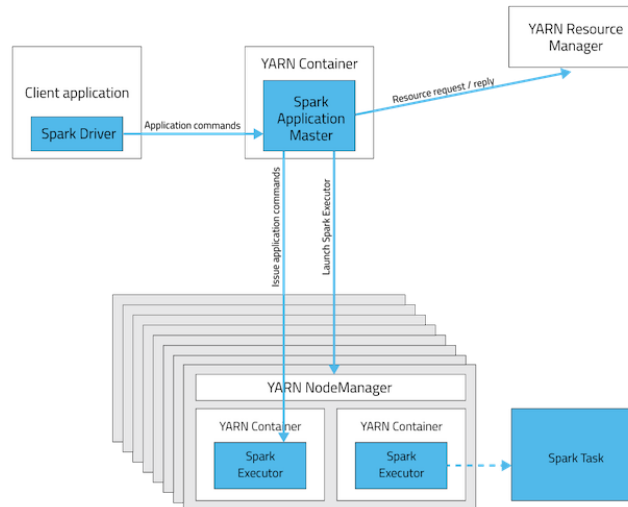 YARN Resource
Manager
YARN Container
Client application
Spark
Application
Master
Resource request / reply
Spark Driver
Application commands
Issue application commands
Launch Spark Executor
YARN NodeManager
YARN Container
YARN Container
Spark
Executor
Spark
Executor
Spark Task